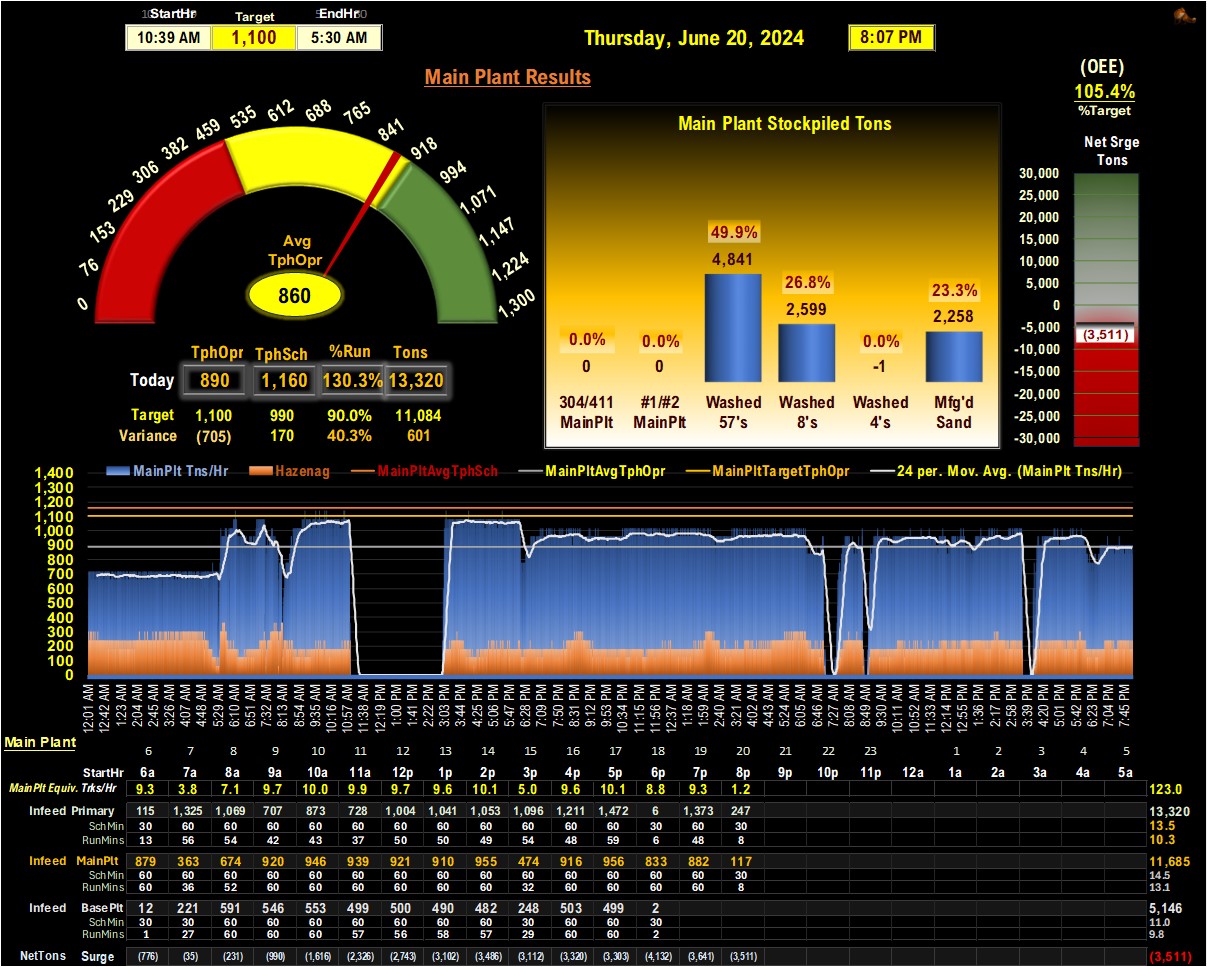 StartHr Target EndHr
10:39 AM 1,100 5:30 AM
Thursday, June 20, 2024 8:07 PM
Main Plant Results
(OEE)
105.4%
%Target
Net Srge
Tons
30,000
25,000
20,000
15,000
10,000
5,000
0
-5,000
(3,511)
-10,000
-15,000
-20,000
-25,000
-30,000
0 76 153 229 306 382 459 535 612 688 765 841 918 994 1,071 1,147 1,224 1,300
Avg
TphOpr
860
TphOpr TphSch %Run Tons
Today 890 1,160 130.3% 13,320
Target 1,100 990 90.0% 11,084
Variance (705) 170 40.3% 601
Main Plant Stockpiled Tons
49.9%
4,841
26.8%
2,599
23.3%
2,258
0.0% 0.0% 0.0%
0 0 -1
304/411 #1/#2 Washed Washed Washed Mfg'd
MainPlt MainPlt 57's 8's 4's Sand
MainPlt Tns/Hr Hazenag MainPltAvgTphSch MainPltAvgTphOpr MainPltTargetTphOpr 24 per. Mov. Avg. (MainPlt Tns/Hr)
1,400
1,300
1,200
1,100
1,000
900
800
700
600
500
400
300
200
100
0
12:01 AM 12:42 AM 1:23 AM 2:04 AM 2:45 AM 3:26 AM 4:07 AM 4:48 AM 5:29 AM 6:10 AM 6:51 AM 7:32 AM 8:13 AM 8:54 AM 9:35 AM 10:16 AM 10:57 AM 11:38 AM 12:19 PM 1:00 PM 1:41 PM 2:22 PM 3:03 PM 3:44 PM 4:25 PM 5:06 PM 5:47 PM 6:28 PM 7:09 PM 7:50 PM 8:31 PM 9:12 PM 9:53 PM 10:34 PM 11:15 PM 11:56 PM 12:37 AM 1:18 AM 1:59 AM 2:40 AM 3:21 AM 4:02 AM 4:43 AM 5:24 AM 6:05 AM 6:46 AM 7:27 AM 8:08 AM 8:49 AM 9:30 AM 10:11 AM 10:52 AM 11:33 AM 12:14 PM 12:55 PM 1:36 PM 2:17 PM 2:58 PM 3:39 PM 4:20 PM 5:01 PM 5:42 PM 6:23 PM 7:04 PM 7:45 PM
Main Plant
6 7 8 9 10 11 12 13 14 15 16 17 18 19 20 21 22 23 1 2 3 4 5
StartHr 6a 7a 8a 9a 10a 11a 12p 1p 2p 3p 4p 5p 6p 7p 8p 9p 10p 11p 12a 1a 2a 3a 4a 5a
MainPlt Equiv. Trks/Hr 9.3 3.8 7.1 9.7 10.0 9.9 9.7 9.6 10.1 5.0 9.6 10.1 8.8 9.3 1.2 123.0
Infeed Primary 115 1,325 1,069 707 873 728 1,004 1,041 1,053 1,096 1,211 1,472 6 1,373 247 13,320
SchMin 30 60 60 60 60 60 60 60 60 60 60 60 30 60 30 13.5
RunMins 13 56 54 42 43 37 50 50 49 54 48 59 6 48 8 10.3
Infeed MainPlt 879 363 674 920 946 939 921 910 955 474 916 956 833 882 117 11,685
SchMin 60 60 60 60 60 60 60 60 60 60 60 60 60 60 30 14.5
RunMins 60 36 52 60 60 60 60 60 60 32 60 60 60 60 8 13.1
Infeed BasePlt 12 221 591 546 553 499 500 490 482 248 503 499 2 5,146
SchMin 30 30 60 60 60 60 60 60 60 30 60 60 30 11.0
RunMins 1 27 60 60 60 57 56 58 57 29 60 60 2 9.8
NetTons Surge (776) (35) (231) (990) (1,616) (2,326) (2,743) (3,102) (3,486) (3,112) (3,320) (3,303) (4,132) (3,641) (3,511) (3,511)